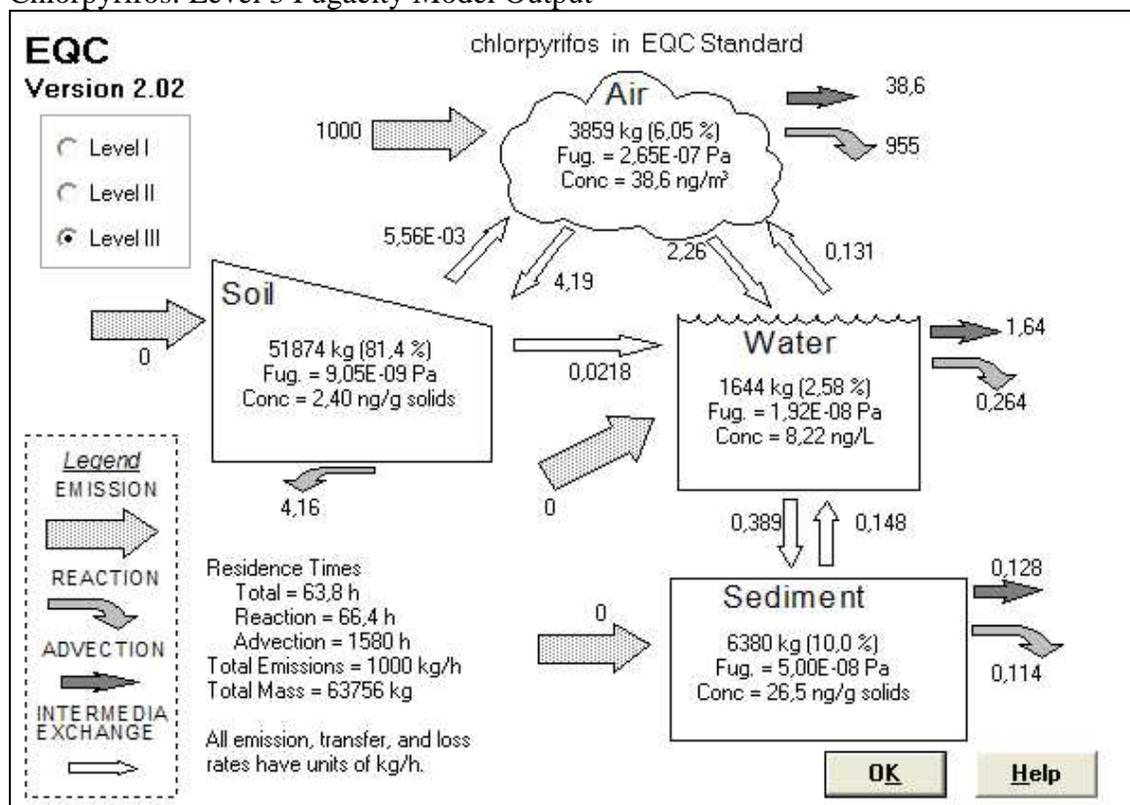 Chlorpyrifos: Level 3 Fugacity Model Output
EQC
Version 2.02
chlorpyrifos in EQC Standard
Level I
Level II
Level III
1000
Air
3859 kg (6,05 %)
Fug. = 2,65E-07 Pa
Conc = 38,6 ng/m³
38,6
955
5,56E-03
4,19
2,26
0,131
0
Soil
51874 kg (81,4 %)
Fug. = 9,05E-09 Pa
Conc = 2,40 ng/g solids
4,16
0,0218
0
Water
1644 kg (2,58 %)
Fug. = 1,92E-08 Pa
Conc = 8,22 ng/L
1,64
0,264
0,389
0,148
Legend
EMISSION
REACTION
ADVECTION
INTERMEDIA
EXCHANGE
Residence Times
Total = 63,8 h
Reaction = 66,4 h
Advection = 1580 h
Total Emissions = 1000 kg/h
Total Mass = 63756 kg
All emission, transfer, and loss
rates have units of kg/h.
0
Sediment
6380 kg (10,0 %)
Fug. = 5,00E-08 Pa
Conc = 26,5 ng/g solids
0,128
0,114
OK
Help